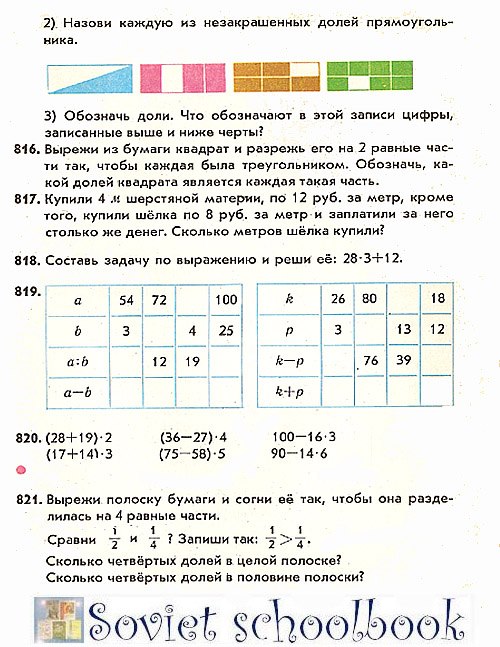 2) Назови каждую из незакрашенных долей прямоуголь-
ника.
3) Обозначь доли. Что обозначают в этой записи цифры,
записанные выше и ниже черты?
816. Вырежи из бумаги квадрат и разрежь его на 2 равные час-
ти так, чтобы каждая была треугольником. Обозначь, ка-
кой долей квадрата является каждая такая часть.
817. Купили 4 м шерстяной материи, по 12 руб. за метр, кроме
того, купили шёлка по 8 руб. за метр и заплатили за него
столько же денег. Сколько метров шёлка купили?
818. Составь задачу по выражению и реши её: 28·3+12.
819.
a 54 72 100
b 3 4 25
a:b 12 19
a−b
k 26 80 18
p 3 13 12
k−p 76 39
k+p
820. (28+19)·2 (36−27)·4 100−16·3
(17+14)·3 (75−58)·5 90−14·6
821. Вырежи полоску бумаги и согни её так, чтобы она разде-
лилась на 4 равные части.
Сравни 1/2 и 1/4 ? Запиши так: 1/2 > 1/4.
Сколько четвёртых долей в целой полоске?
Сколько четвёртых долей в половине полоски?
Soviet schoolbook